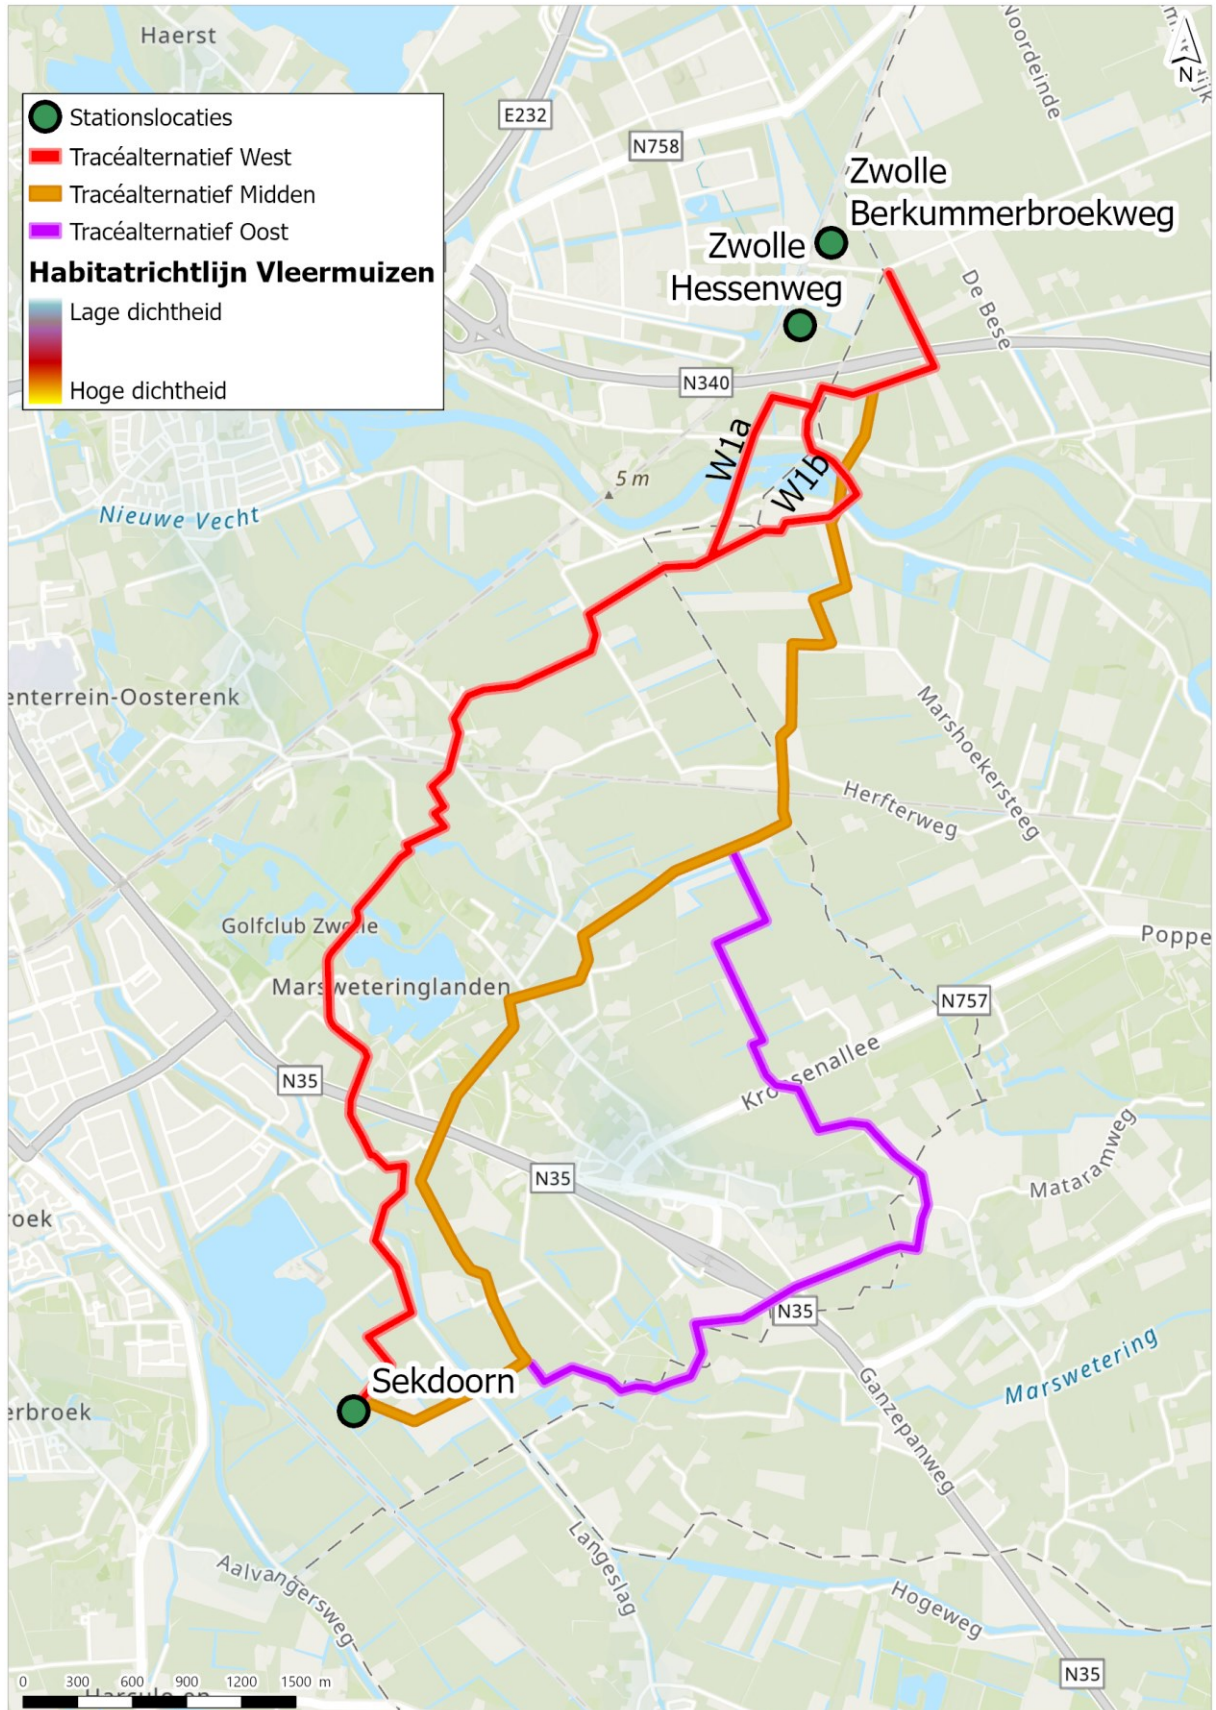 Haerst
Noordeinde
N
E232
N758
Stationslocaties
Tracéalternatief West
Tracéalternatief Midden
Tracéalternatief Oost
Habitatrichtlijn Vleermuizen
Lage dichtheid
Hoge dichtheid
Zwolle
Berkummerbroekweg
Zwolle
Hessenweg
De Bese
N340
W1a
W1b
5 m
Nieuwe Vecht
enterrein-Oosterenk
Marshoekersteeg
Herfterweg
Golfclub Zwolle
Poppe
Marsweteringlanden
N757
Kroesenallee
N35
Mataramweg
N35
roek
N35
Marswetering
Sekdoorn
Ganzepanweg
erbroek
Langeslag
Aalvangersweg
Hogeweg
N35
0 300 600 900 1200 1500 m